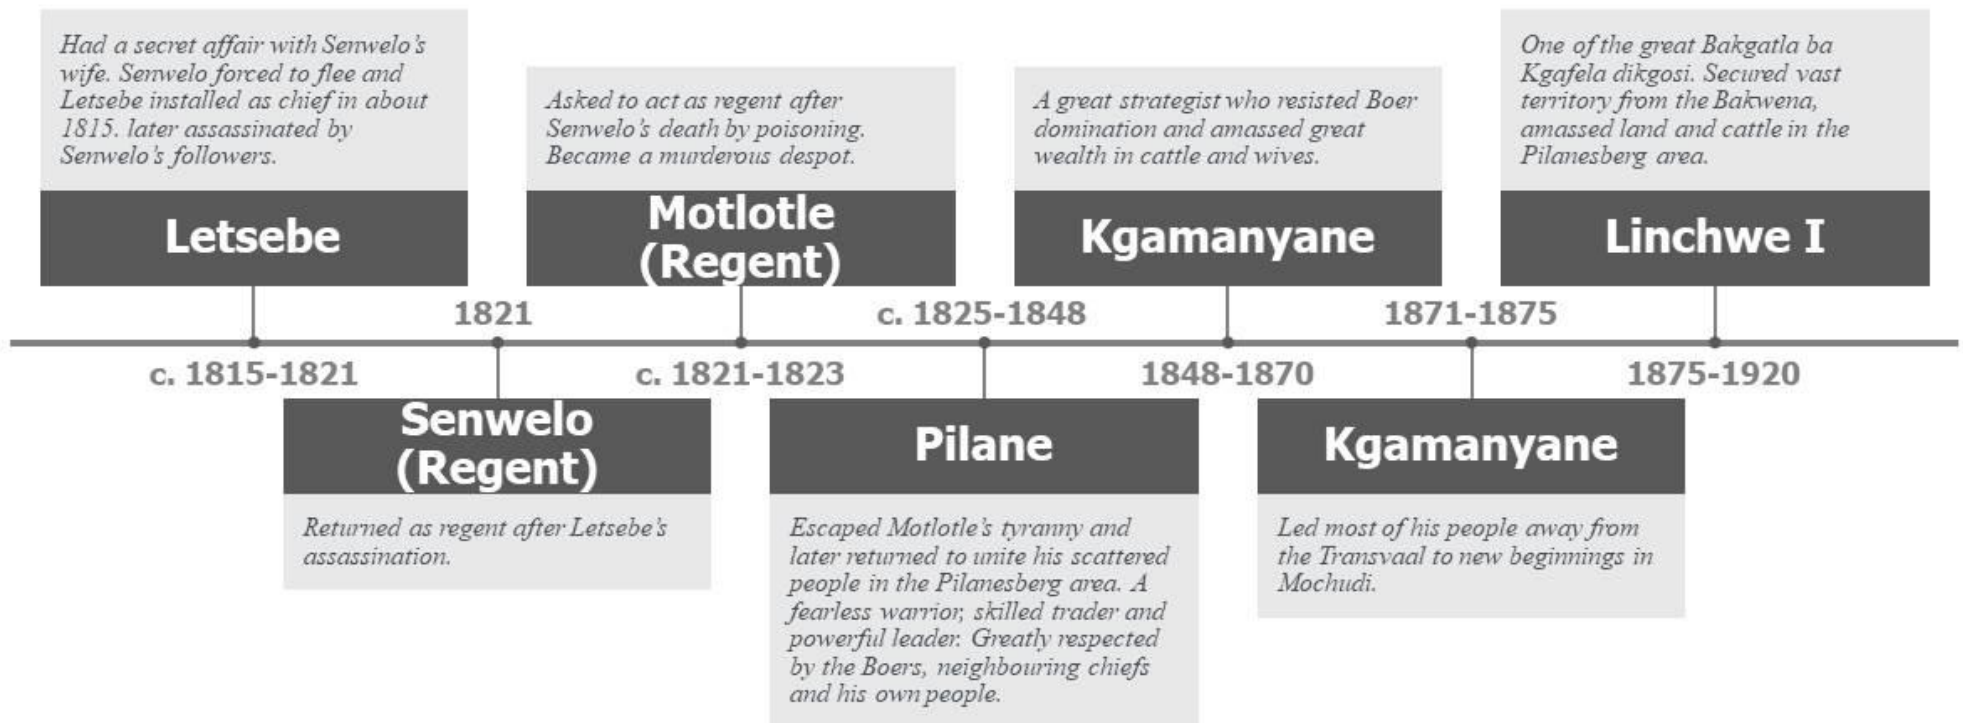 Had a secret affair with Senwelo's
wife. Senwelo forced to flee and
Letsebe installed as chief in about
1815. later assassinated by
Senwelo's followers.
Letsebe
c. 1815-1821
1821
Senwelo
(Regent)
Returned as regent after Letsebe's
assassination.
Asked to act as regent after
Senwelo's death by poisoning.
Became a murderous despot.
Motlotle
(Regent)
c. 1821-1823
c. 1825-1848
Pilane
Escaped Motlotle's tyranny and
later returned to unite his scattered
people in the Pilanesberg area. A
fearless warrior, skilled trader and
powerful leader. Greatly respected
by the Boers, neighbouring chiefs
and his own people.
A great strategist who resisted Boer
domination and amassed great
wealth in cattle and wives.
Kgamanyane
1848-1870
1871-1875
Kgamanyane
Led most of his people away from
the Transvaal to new beginnings in
Mochudi.
One of the great Bakgatla ba
Kgafela dikgosi. Secured vast
territory from the Bakwena,
amassed land and cattle in the
Pilanesberg area.
Linchwe I
1875-1920